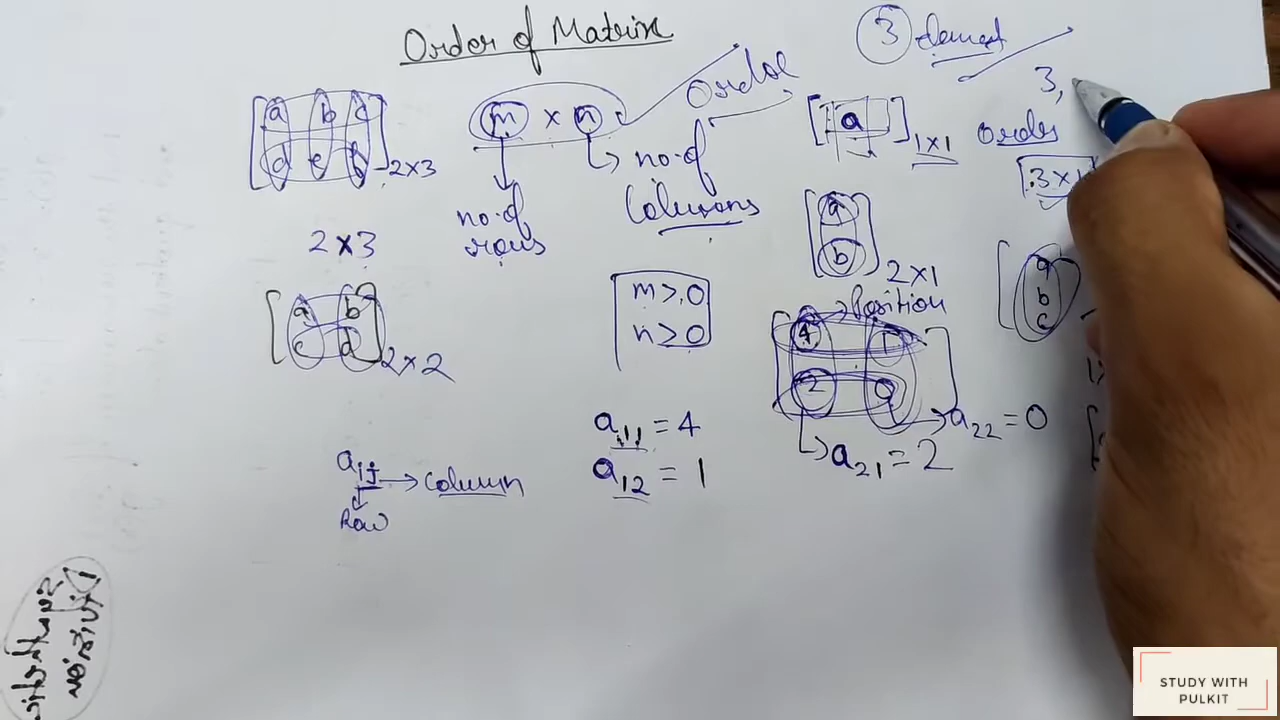 Order of Matrix
3 element
3,
[a b c
d e f] 2×3
m × n
Order
no. of rows
no. of Columns
[a] 1×1
Order
3×1
2×3
[a
b] 2×1
[a
b
c
[a b
c d] 2×2
m>0
n>0
Position
[4 1
2 0]
a₁₁ = 4
a₁₂ = 1
a₂₁ = 2
a₂₂ = 0
aᵢⱼ → Column
Row
STUDY WITH
PULKIT